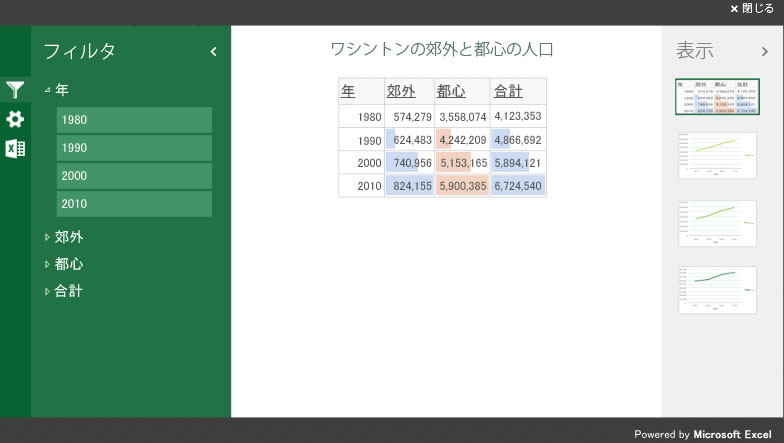 閉じる
フィルタ
年
1980
1990
2000
2010
郊外
都心
合計
ワシントンの郊外と都心の人口
年 郊外 都心 合計
1980 574,279 3,558,074 4,123,353
1990 624,483 4,242,209 4,866,692
2000 740,956 5,153,165 5,894,121
2010 824,155 5,900,385 6,724,540
表示
Powered by Microsoft Excel